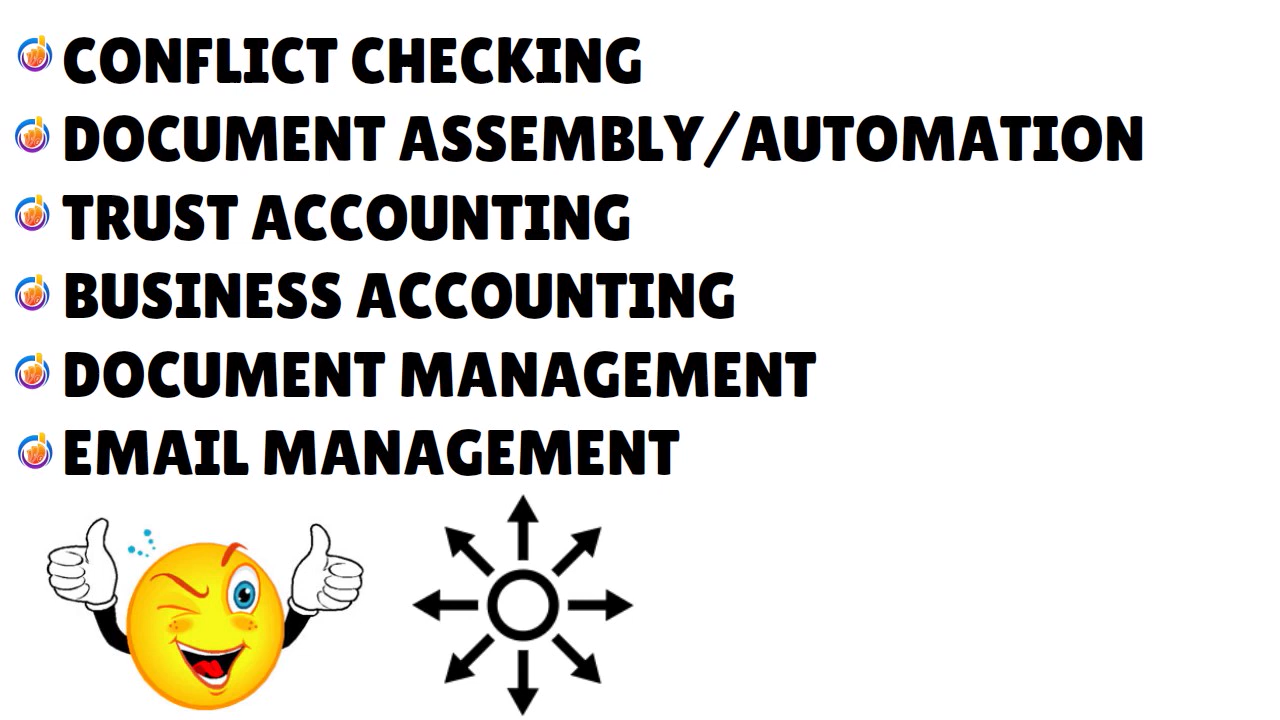 CONFLICT CHECKING
DOCUMENT ASSEMBLY/AUTOMATION
TRUST ACCOUNTING
BUSINESS ACCOUNTING
DOCUMENT MANAGEMENT
EMAIL MANAGEMENT